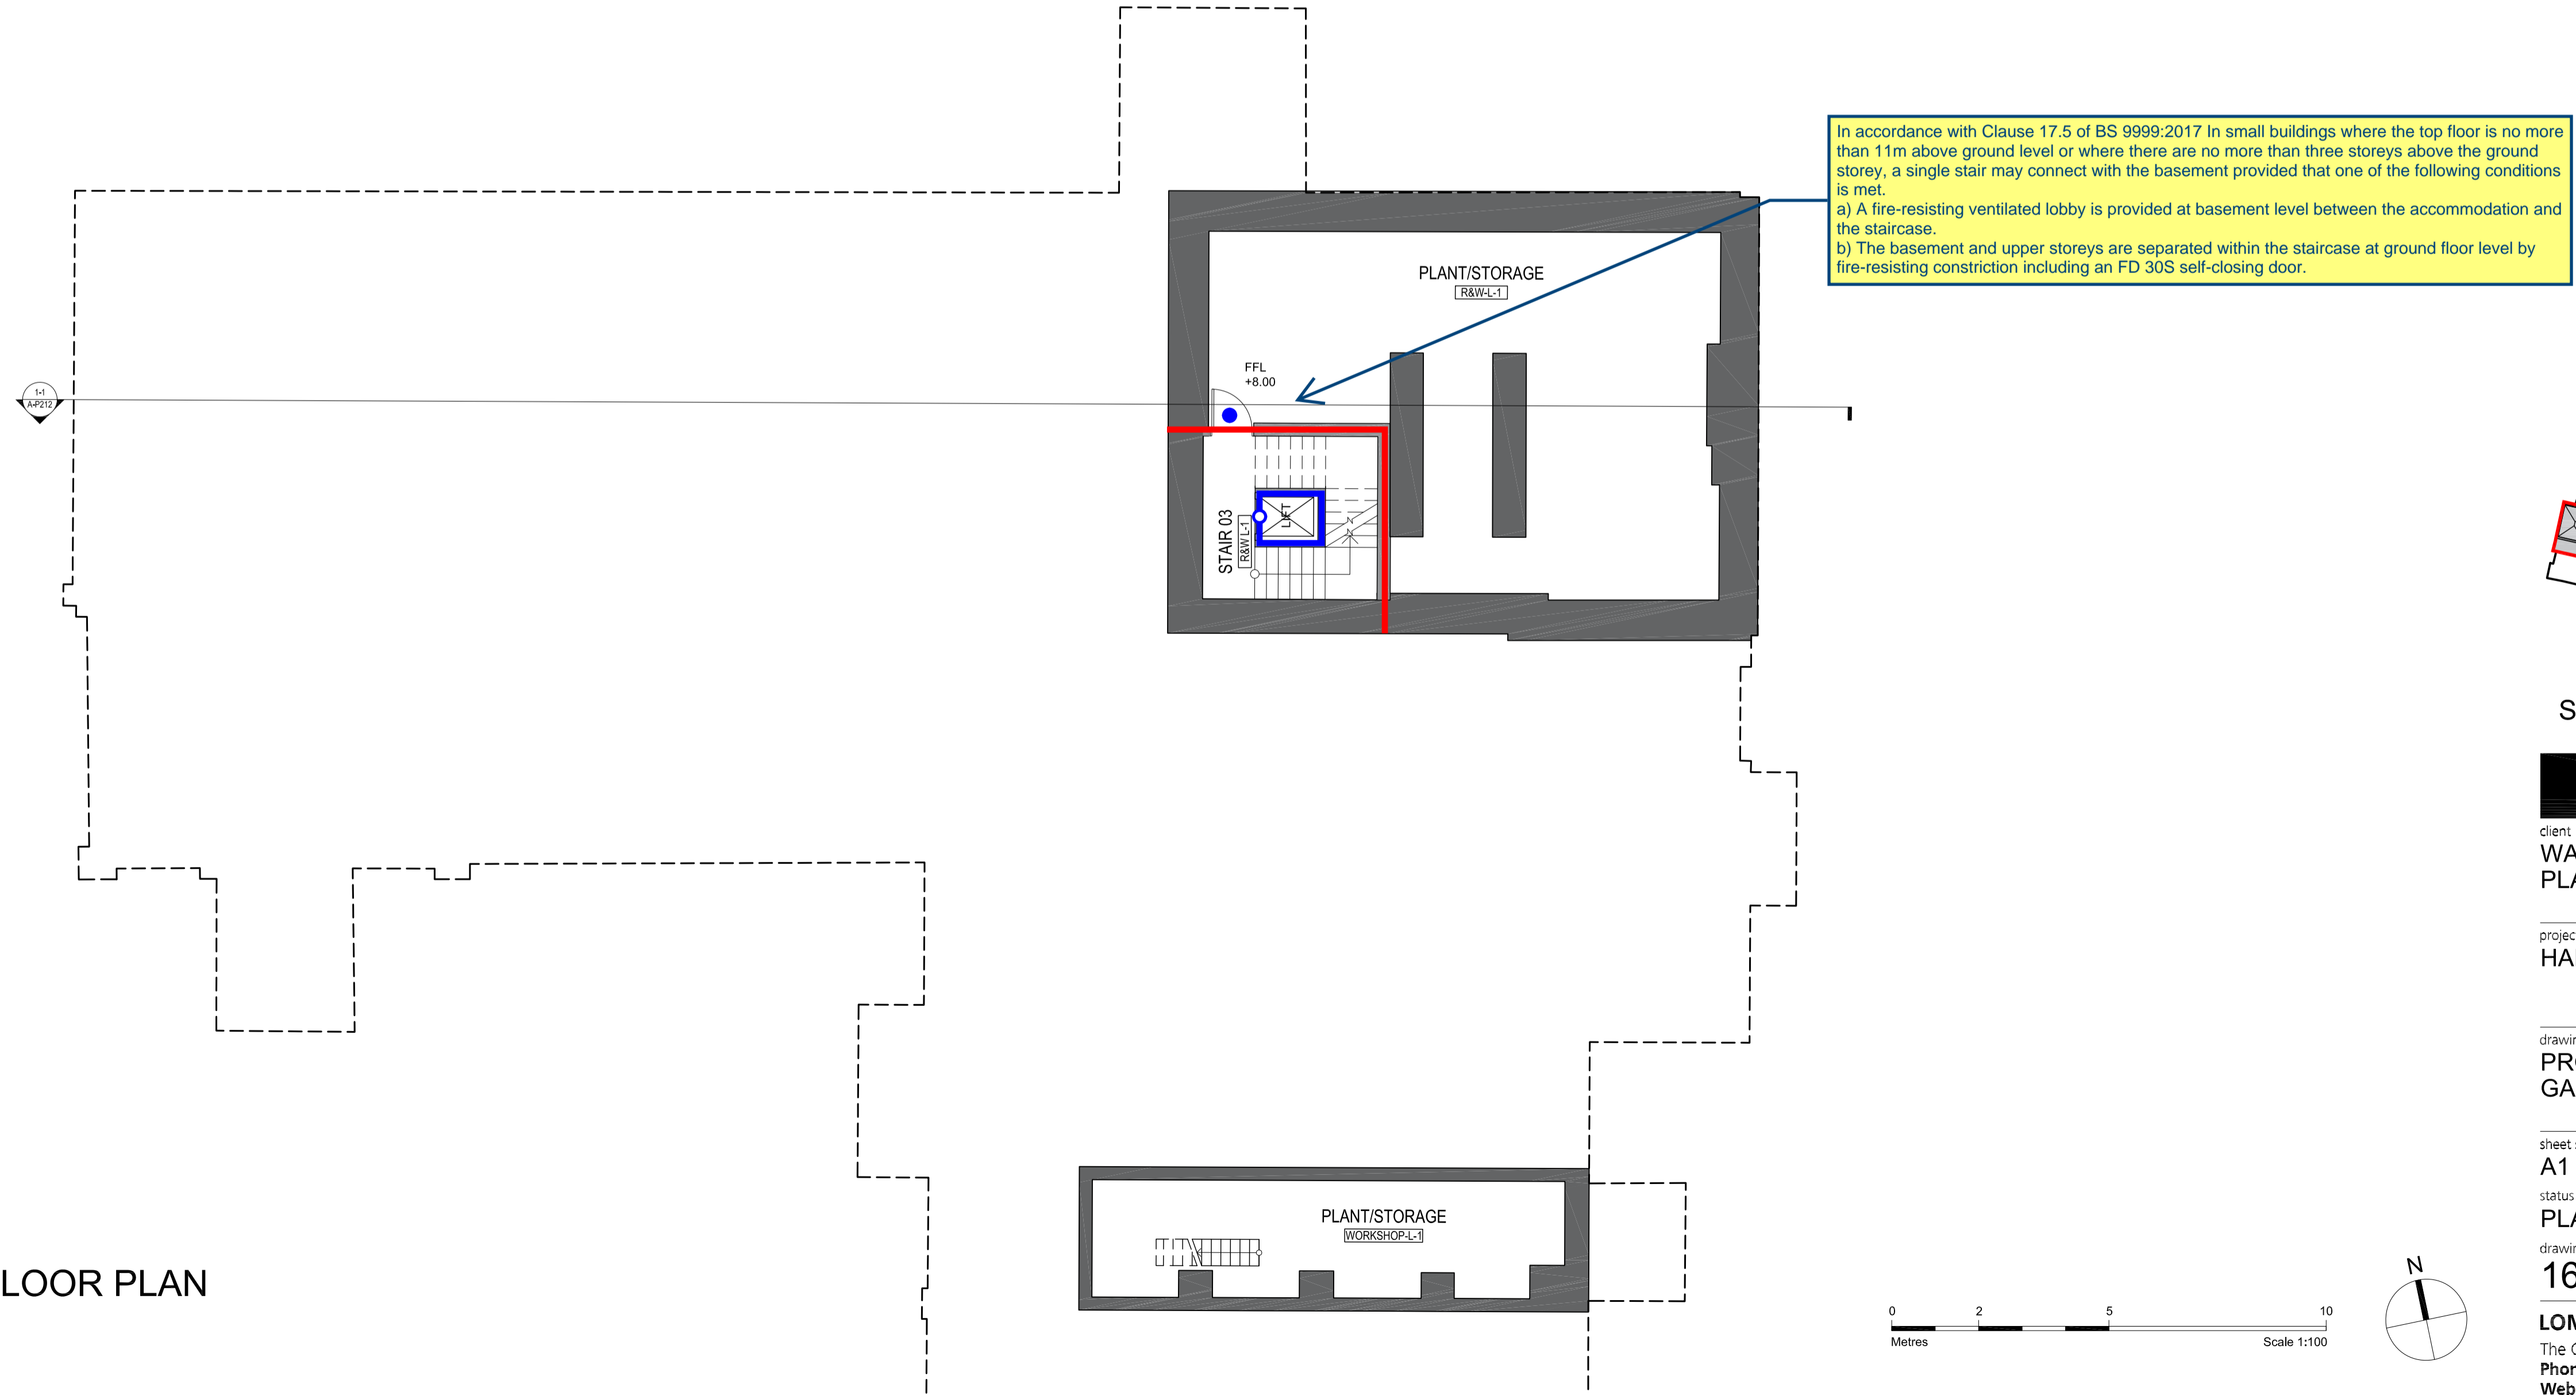 In accordance with Clause 17.5 of BS 9999:2017 In small buildings where the top floor is no more
than 11m above ground level or where there are no more than three storeys above the ground
storey, a single stair may connect with the basement provided that one of the following conditions
is met.
a) A fire-resisting ventilated lobby is provided at basement level between the accommodation and
the staircase.
b) The basement and upper storeys are separated within the staircase at ground floor level by
fire-resisting constriction including an FD 30S self-closing door.
PLANT/STORAGE
R&W-L-1
FFL
+8.00
1-1
A-P212
STAIR 03
R&W L-1
LIFT
S
client
WA
PLA
projec
HA
drawin
PR
GA
sheet
A1
status
PLA
drawin
16
LOM
The
Phon
Web
PLANT/STORAGE
WORKSHOP-L-1
LOOR PLAN
0 2 5 10
Metres
Scale 1:100
N